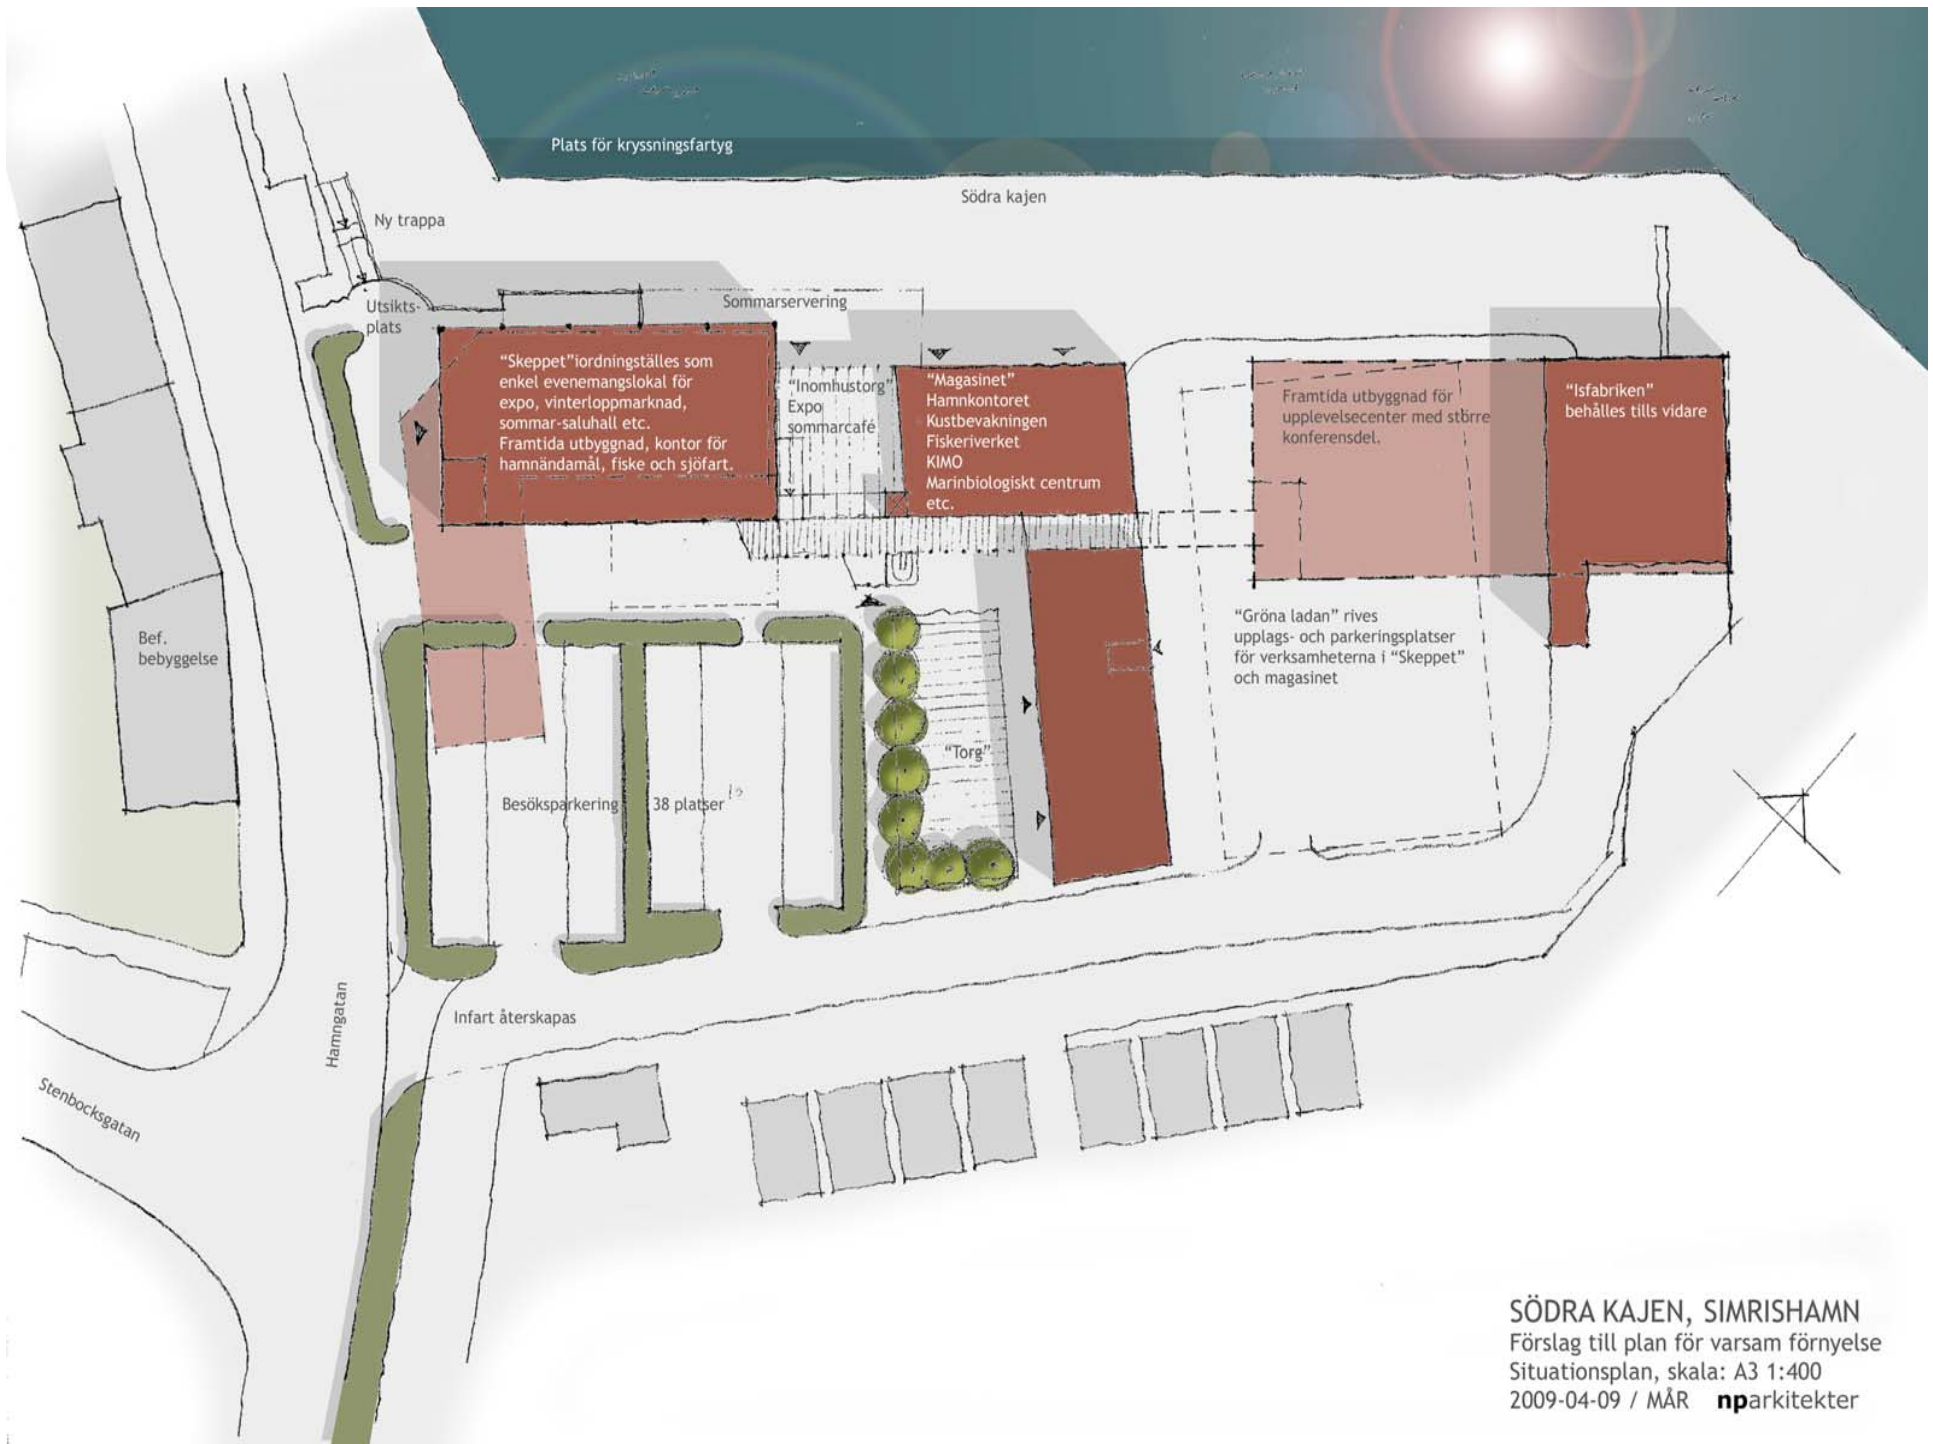 Plats för kryssningsfartyg
Södra kajen
Ny trappa
Utsikts-
plats
Sommarservering
“Skeppet”iordningställes som
enkel evenemangslokal för
expo, vinterloppmarknad,
sommar-saluhall etc.
Framtida utbyggnad, kontor för
hamnändamål, fiske och sjöfart.
“Inomhustorg”
Expo
sommarcafé
“Magasinet”
Hamnkontoret
Kustbevakningen
Fiskeriverket
KIMO
Marinbiologiskt centrum
etc.
Framtida utbyggnad för
upplevelsecenter med större
konferensdel.
“Isfabriken”
behålles tills vidare
Bef.
bebyggelse
“Gröna ladan” rives
upplags- och parkeringsplatser
för verksamheterna i “Skeppet”
och magasinet
“Torg”
Besöksparkering
38 platser
Hamngatan
Infart återskapas
Stenbocksgatan
SÖDRA KAJEN, SIMRISHAMN
Förslag till plan för varsam förnyelse
Situationsplan, skala: A3 1:400
2009-04-09 / MÅR nparkitekter